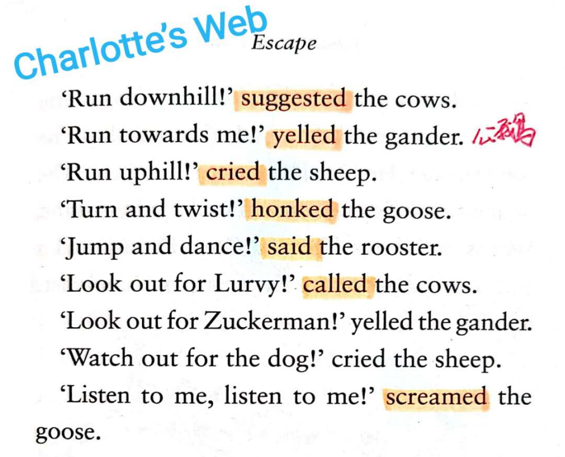 Charlotte's Web
Escape
‘Run downhill!’ suggested the cows.
‘Run towards me!’ yelled the gander. 公鹅
‘Run uphill!’ cried the sheep.
‘Turn and twist!’ honked the goose.
‘Jump and dance!’ said the rooster.
‘Look out for Lurvy!’ called the cows.
‘Look out for Zuckerman!’ yelled the gander.
‘Watch out for the dog!’ cried the sheep.
‘Listen to me, listen to me!’ screamed the
goose.